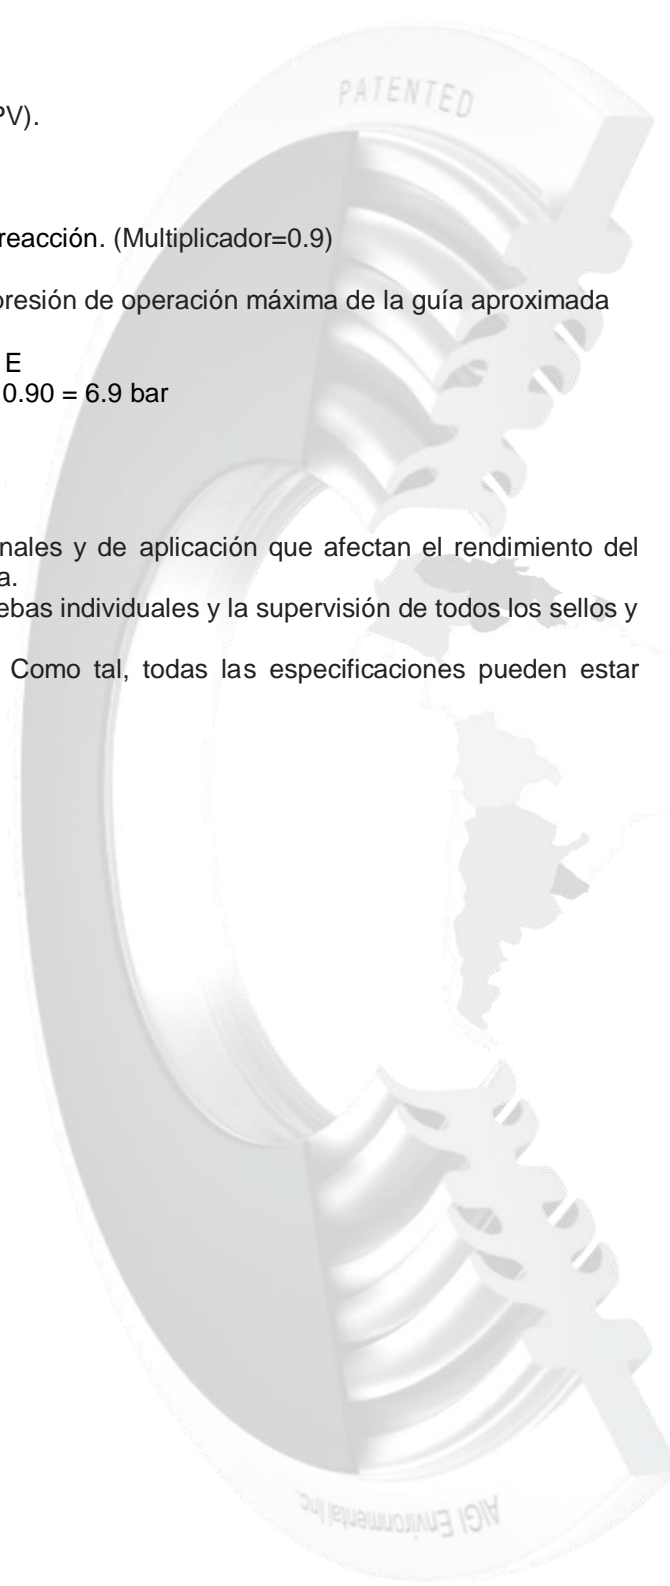 PATENTED
PV).
reacción. (Multiplicador=0.9)
presión de operación máxima de la guía aproximada
E
0.90 = 6.9 bar
nales y de aplicación que afectan el rendimiento del
a.
ebas individuales y la supervisión de todos los sellos y
Como tal, todas las especificaciones pueden estar
AIGI Environmental Inc.